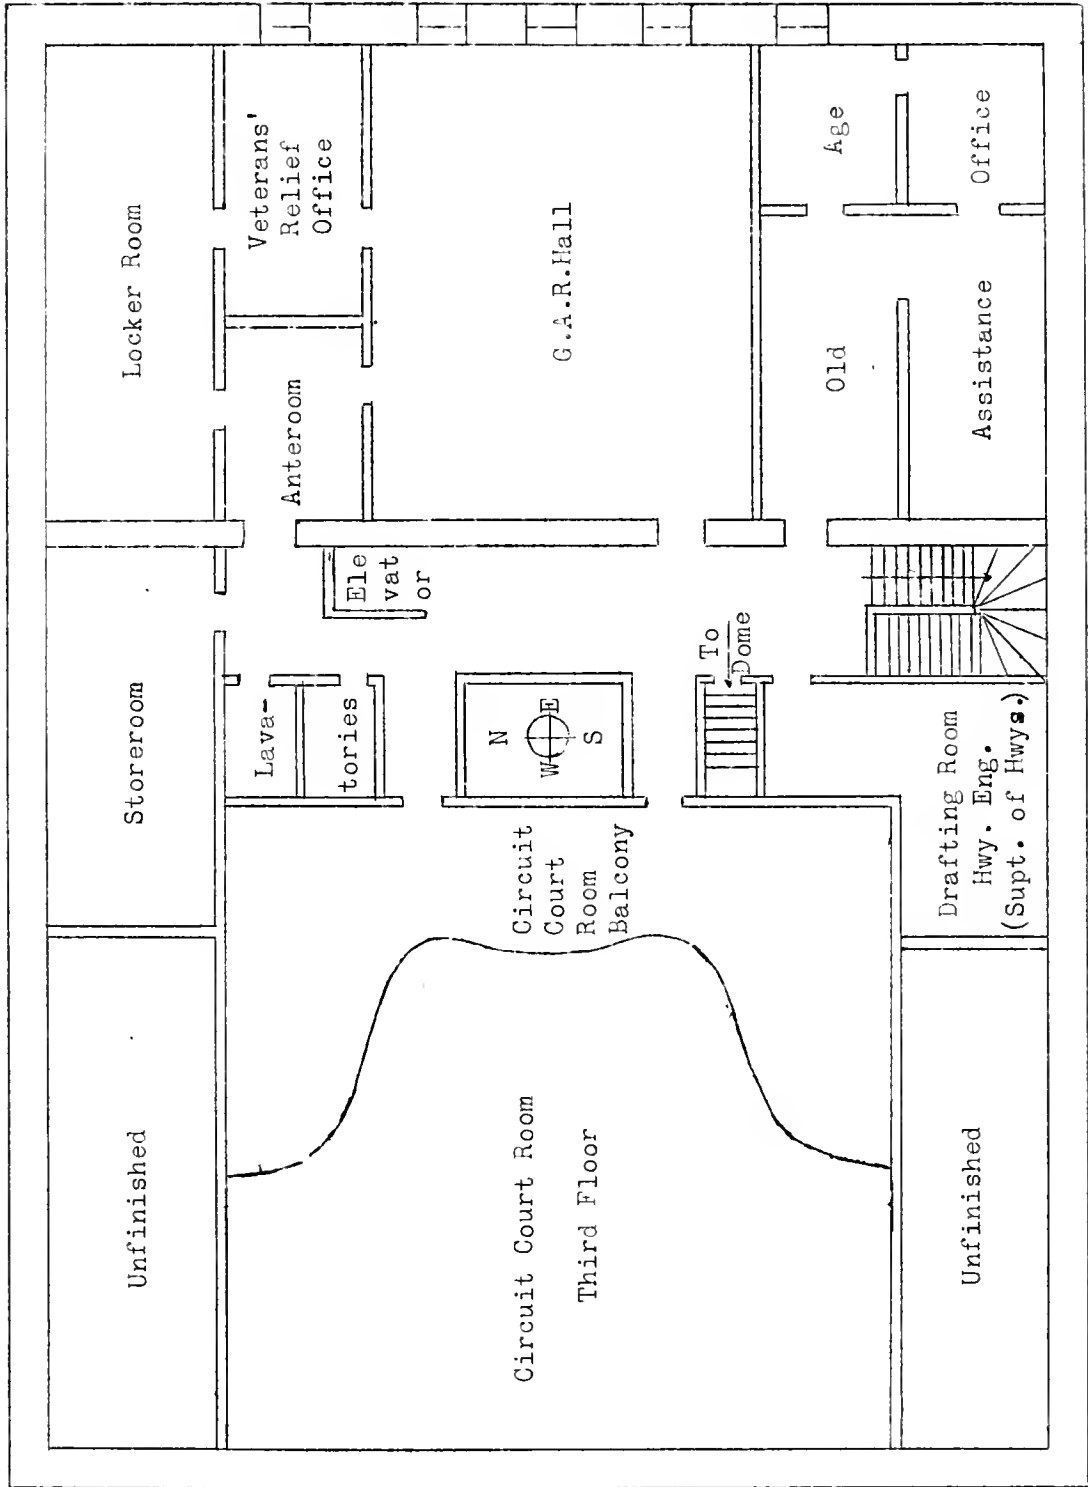 Unfinished
Storeroom
Locker Room
Lava-
tories
Anteroom
Veterans'
Relief
Office
Ele
vat
or
Circuit Court Room
Third Floor
Circuit
Court
Room
Balcony
N
W E
S
G.A.R.Hall
To
Dome
Old
Age
Assistance
Office
Unfinished
Drafting Room
Hwy. Eng.
(Supt. of Hwys.)